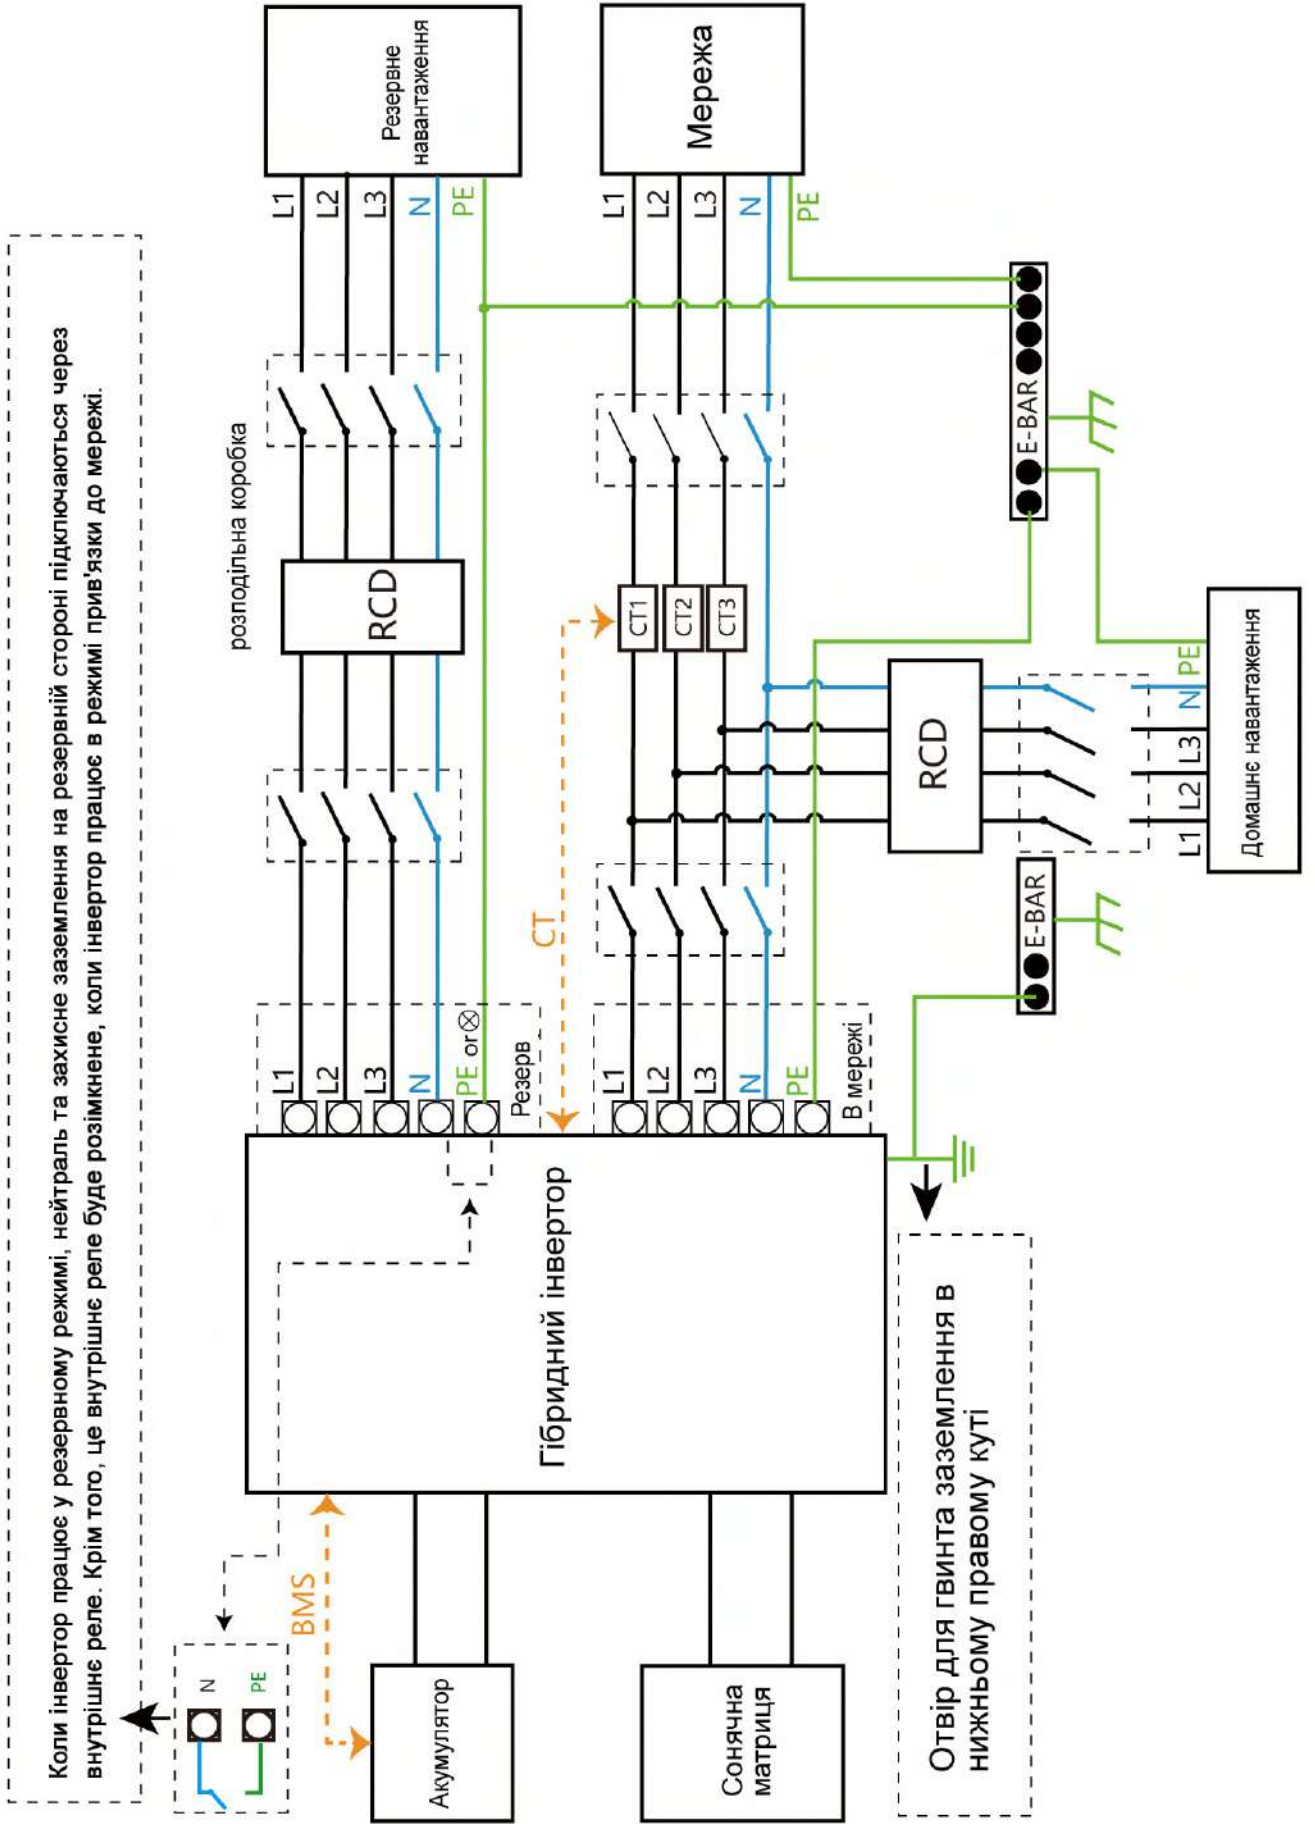 Коли інвертор працює у резервному режимі, нейтраль та захисне заземлення на резервній стороні підключаються через
внутрішнє реле. Крім того, це внутрішнє реле буде розімкнене, коли інвертор працює в режимі прив'язки до мережі.
N
PE
BMS
Акумулятор
Сонячна
матриця
Гібридний інвертор
L1
L2
L3
N
PE or
Резерв
CT
L1
L2
L3
N
PE
В мережі
розподільна коробка
RCD
CT1
CT2
CT3
L1
L2
L3
N
PE
Резервне
навантаження
L1
L2
L3
N
PE
Мережа
E-BAR
RCD
E-BAR
L1 L2 L3 N PE
Домашнє навантаження
Отвір для гвинта заземлення в
нижньому правому куті